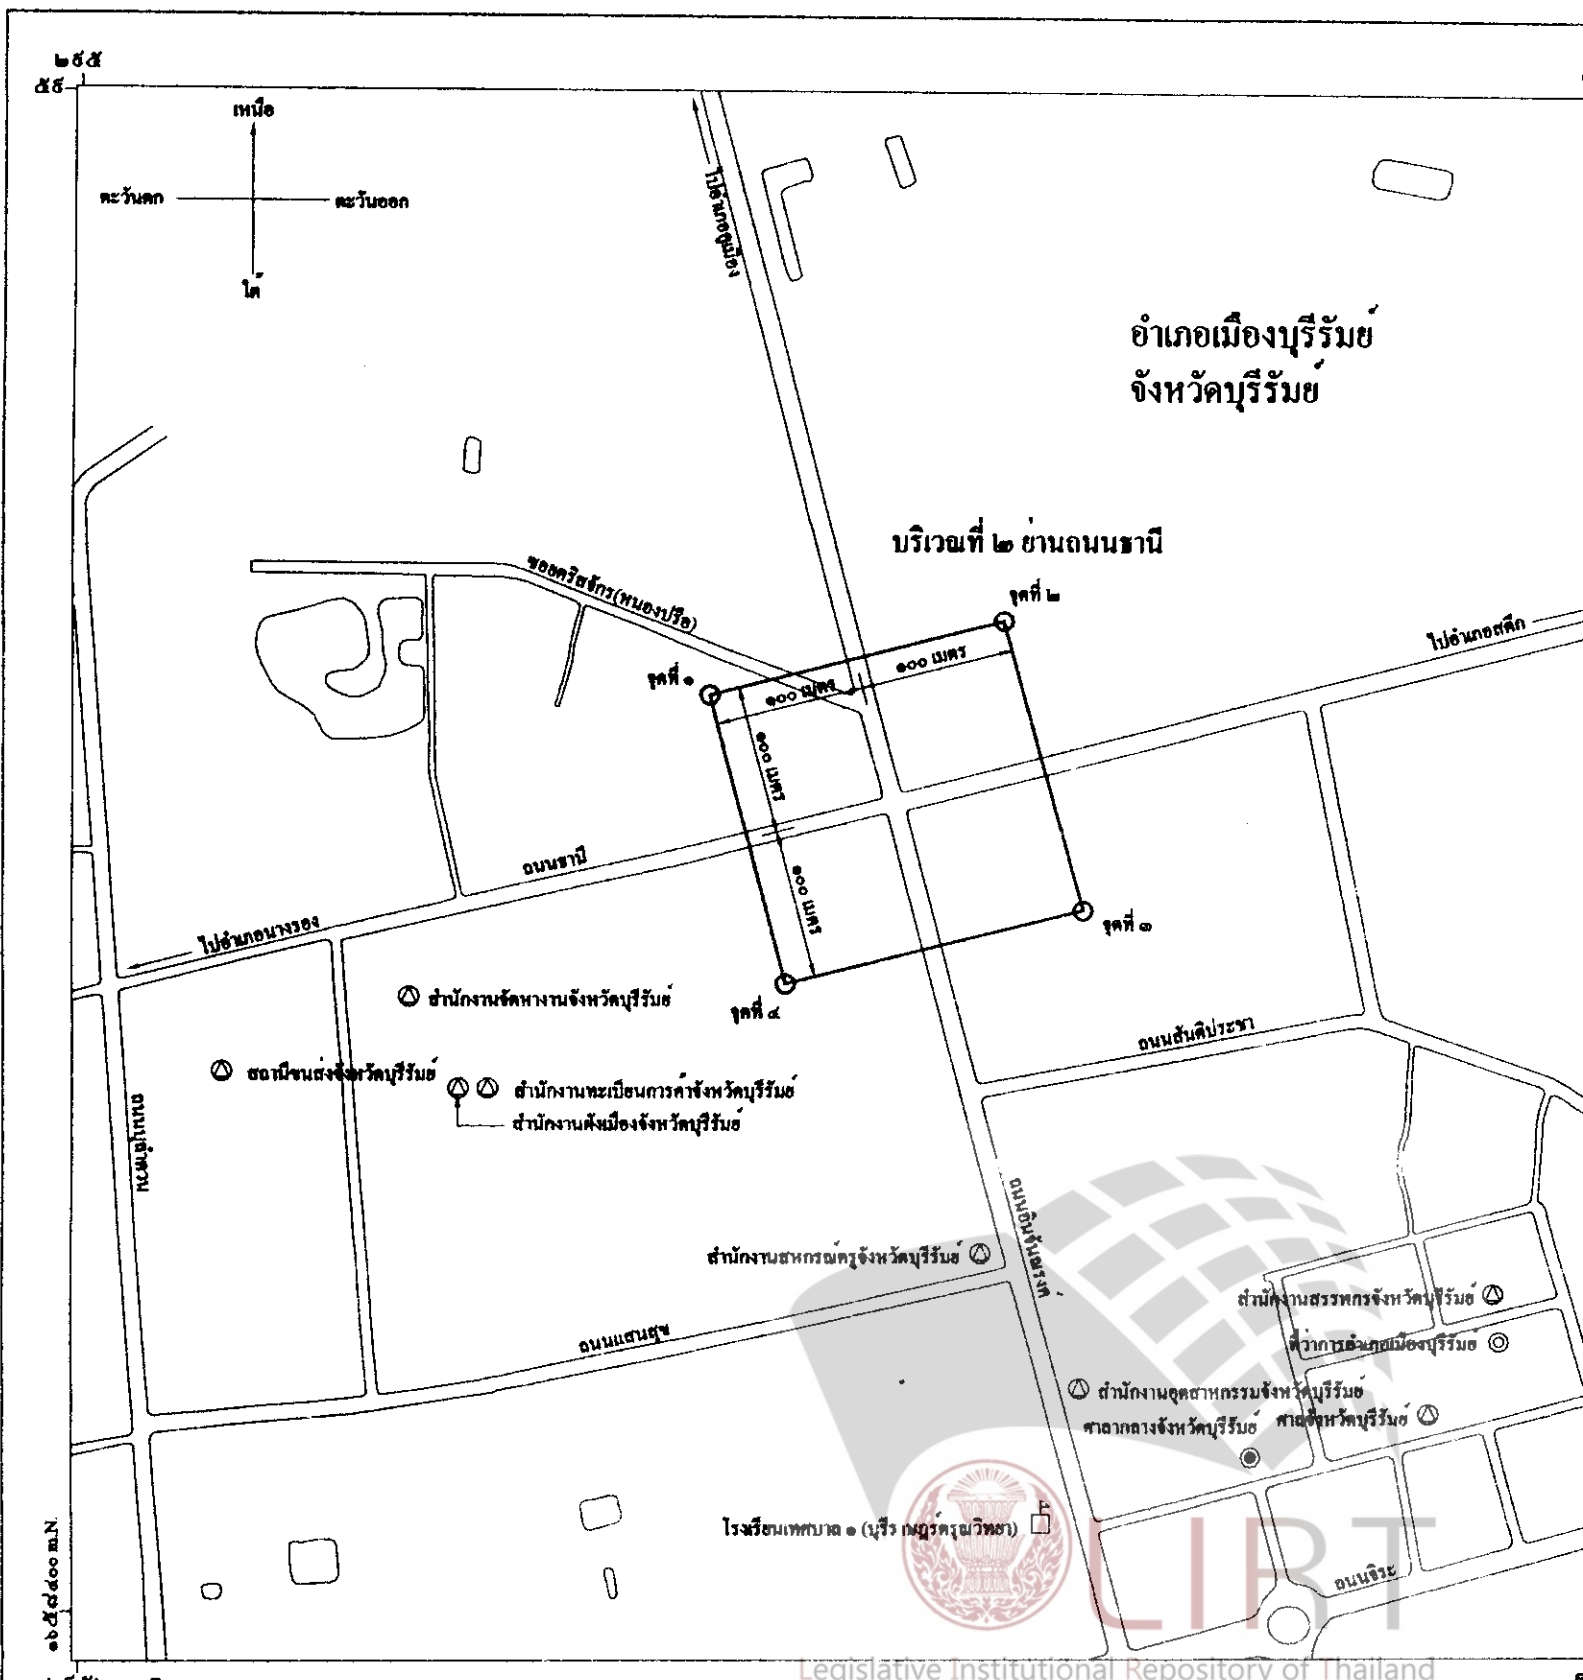 ๒๙๕
๕๙
เหนือ
ตะวันตก
ตะวันออก
ใต้
ไปอำเภอคูเมือง
อำเภอเมืองบุรีรัมย์
จังหวัดบุรีรัมย์
บริเวณที่ ๒ ย่านถนนธานี
ซอยคริสจักร(หนองปรือ)
จุดที่ ๒
ไปอำเภอสตึก
จุดที่ ๑
๑๐๐ เมตร
๑๐๐ เมตร
๑๐๐ เมตร
๑๐๐ เมตร
ถนนธานี
ไปอำเภอนางรอง
จุดที่ ๓
จุดที่ ๔
สำนักงานจัดหางานจังหวัดบุรีรัมย์
ถนนสันติประชา
สถานีขนส่งจังหวัดบุรีรัมย์
สำนักงานทะเบียนการค้าจังหวัดบุรีรัมย์
สำนักงานผังเมืองจังหวัดบุรีรัมย์
ถนนอินจันณรงค์
สำนักงานสหกรณ์ครูจังหวัดบุรีรัมย์
สำนักงานสรรพกรจังหวัดบุรีรัมย์
ถนนแสนสุข
ที่ว่าการอำเภอเมืองบุรีรัมย์
สำนักงานอุตสาหกรรมจังหวัดบุรีรัมย์
ศาลากลางจังหวัดบุรีรัมย์
ศาลจังหวัดบุรีรัมย์
โรงเรียนเทศบาล ๑
ถนนจิระ
๑๖๕๘๔๐๐ m.N.
LIRT
Legislative Institutional Repository of Thailand